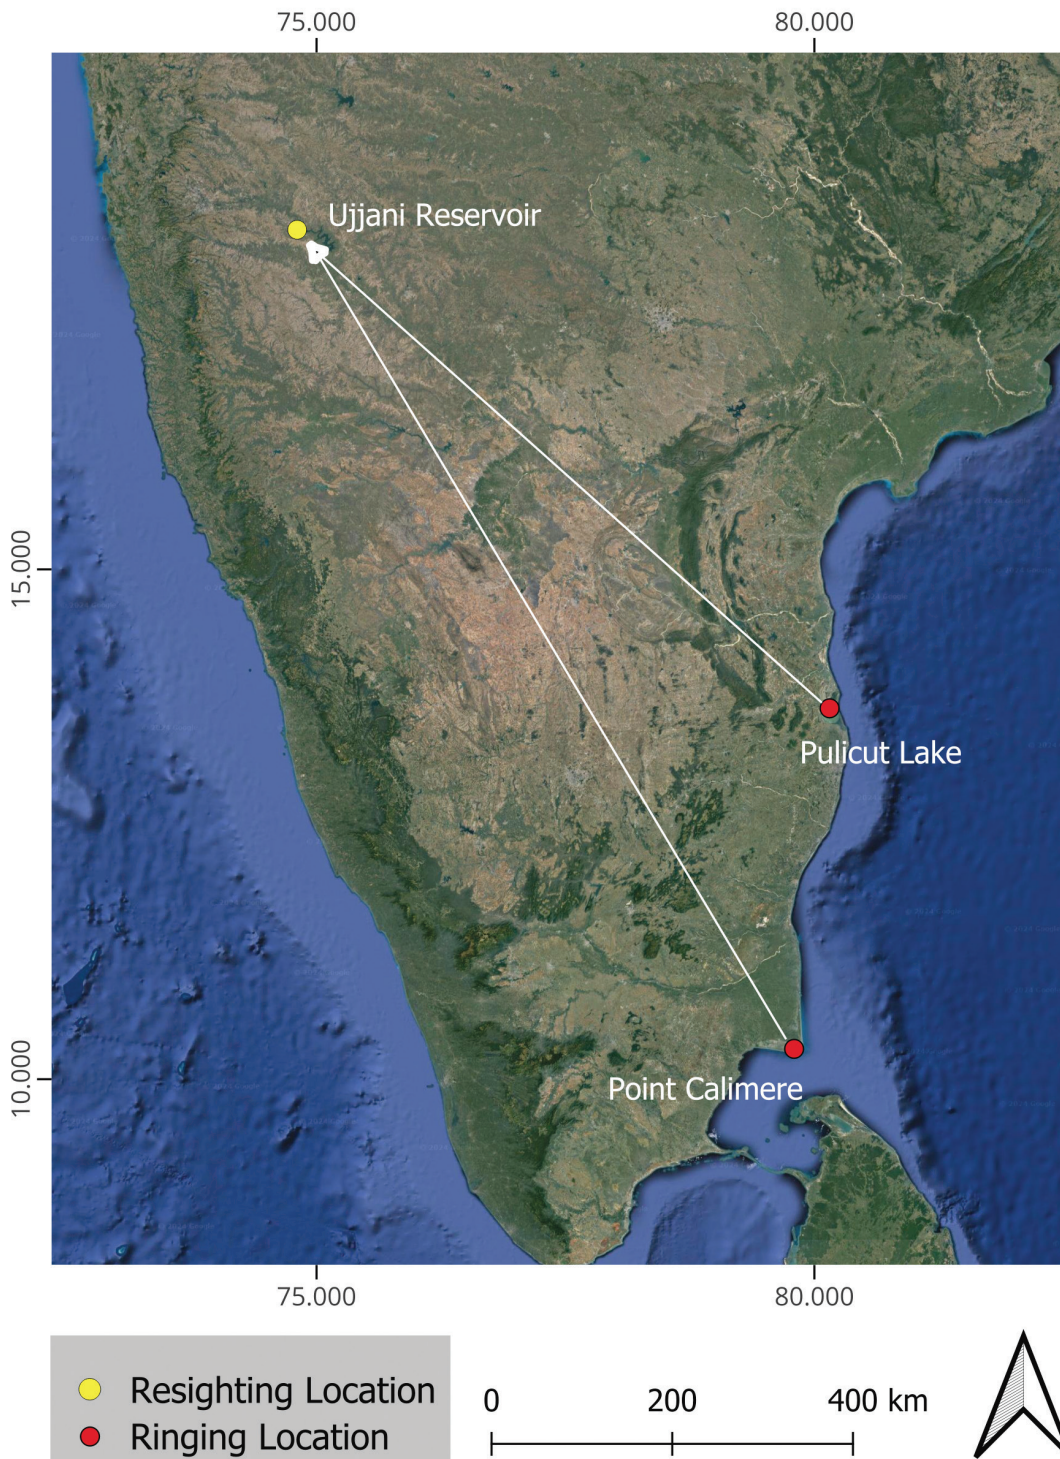 75.000 80.000
Ujjani Reservoir
15.000
Pulicut Lake
10.000
Point Calimere
75.000 80.000
Resighting Location
Ringing Location
0 200 400 km